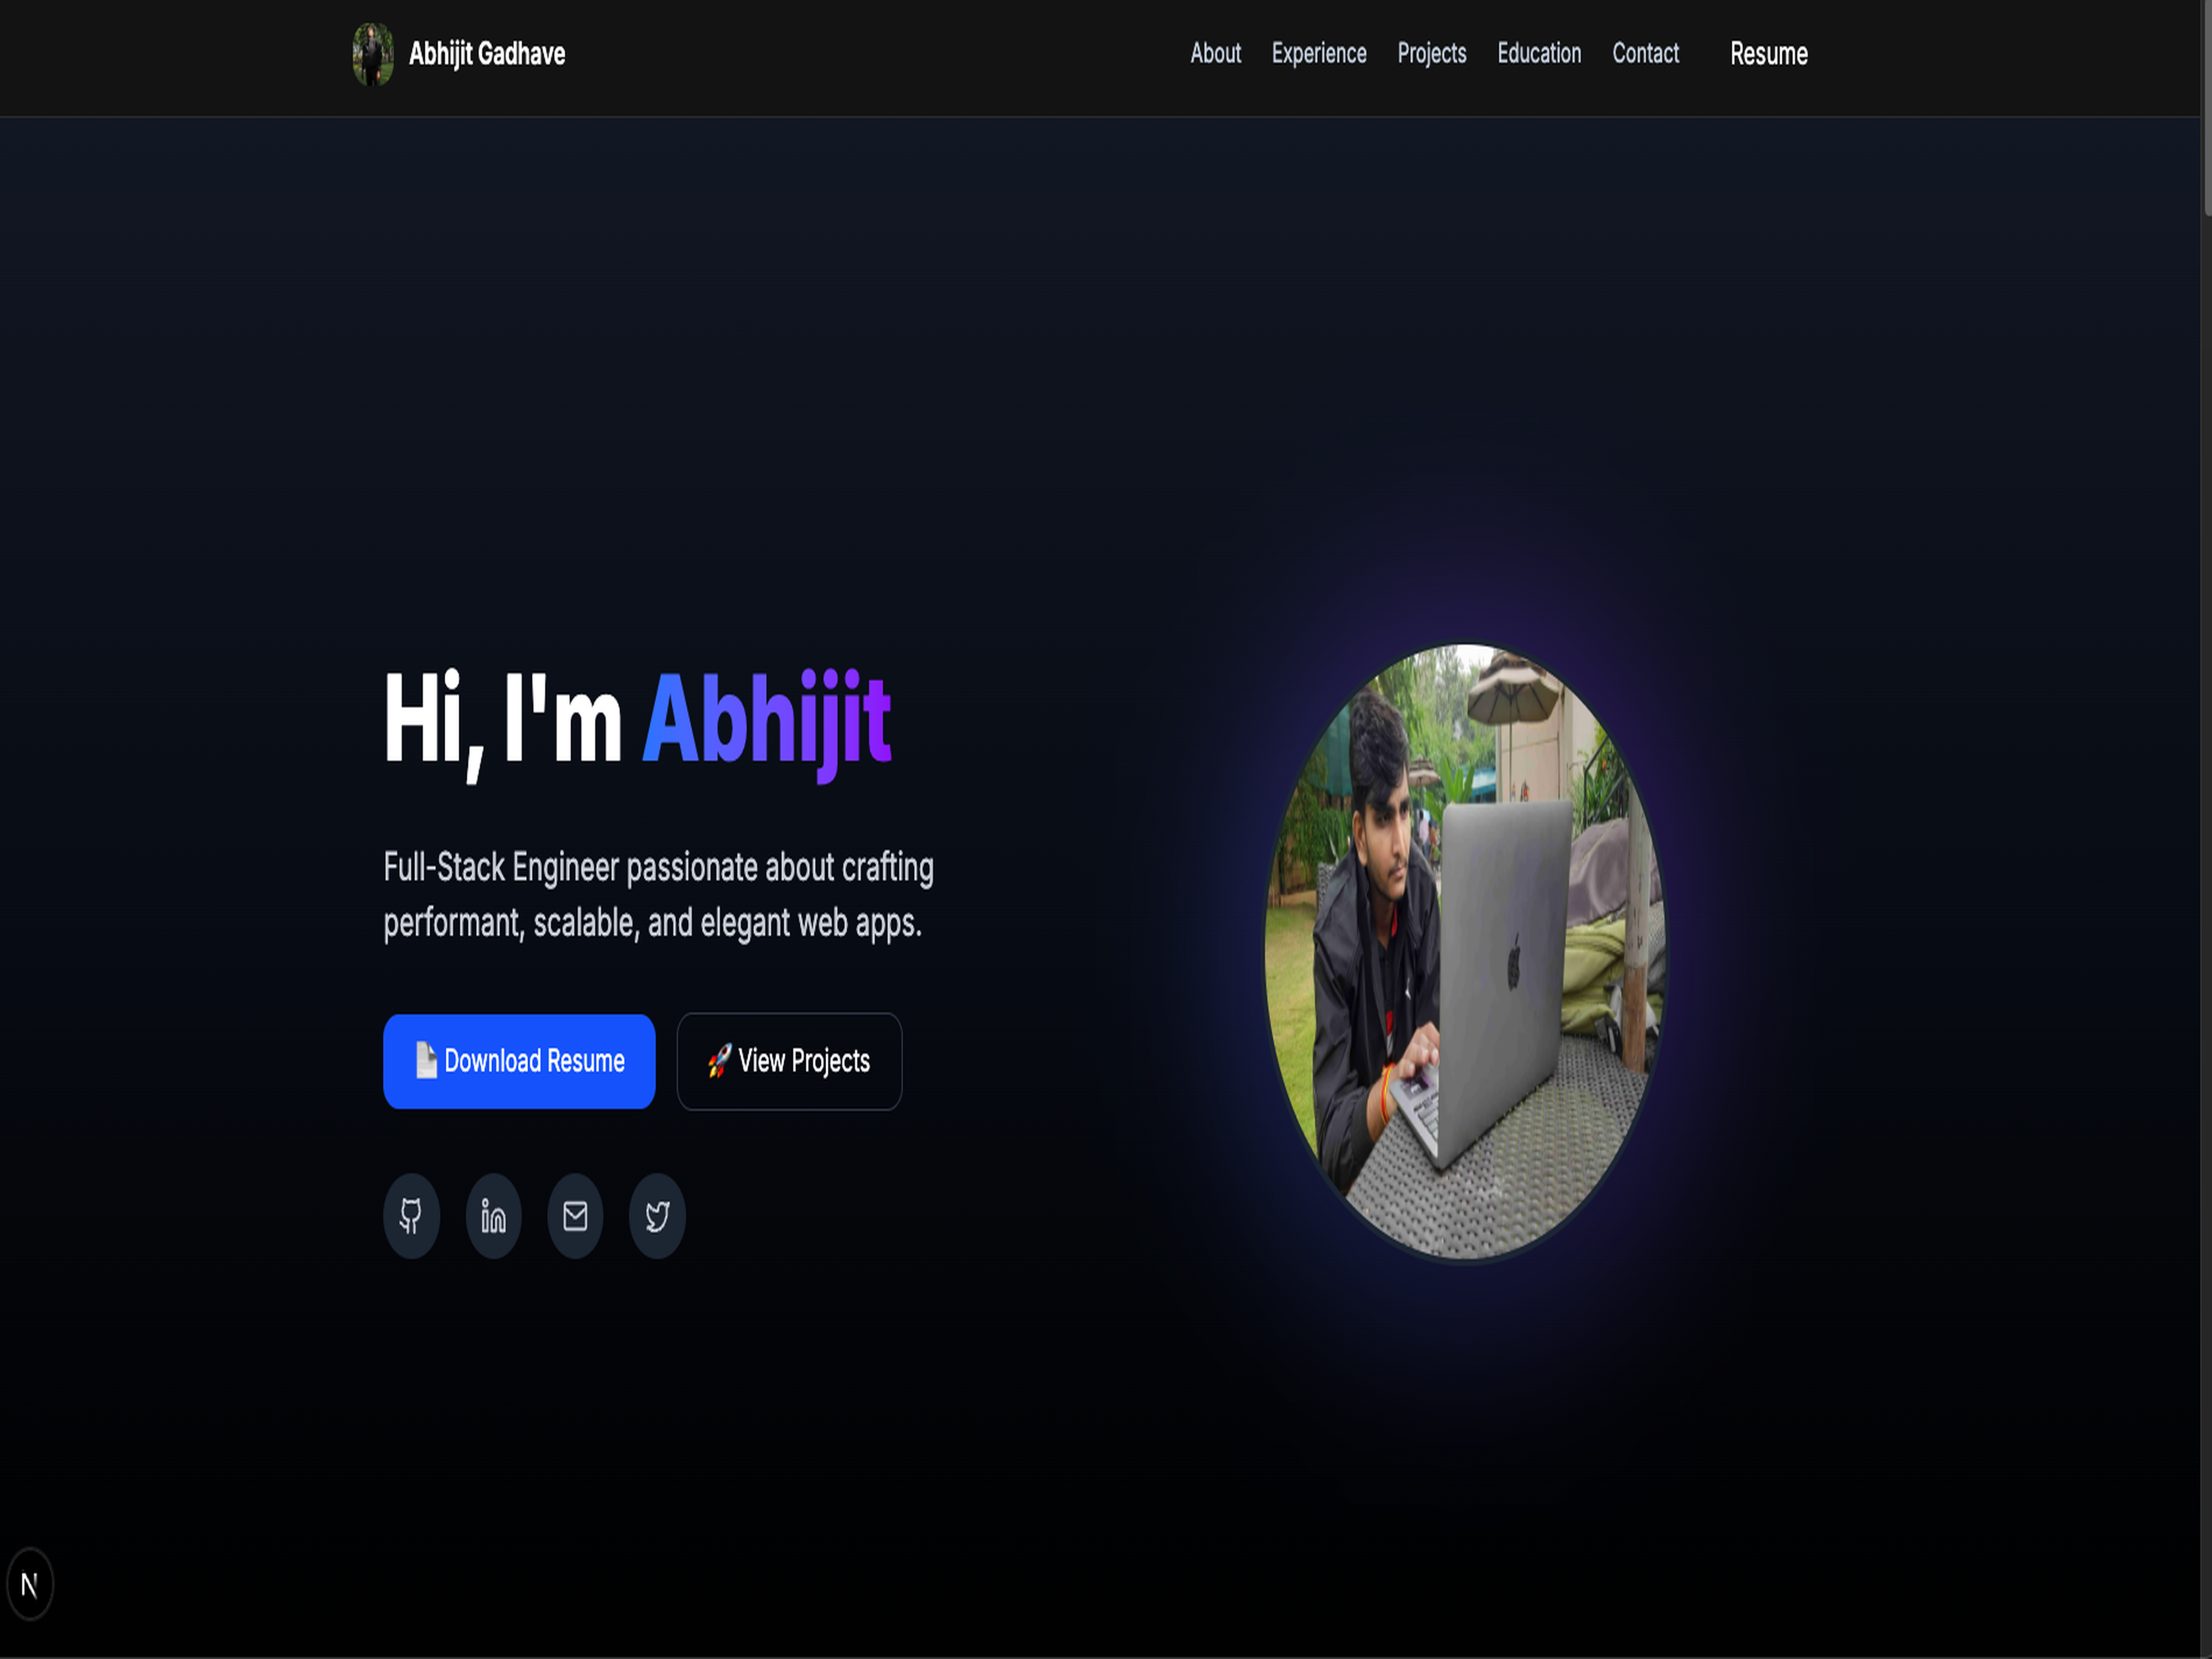 Abhijit Gadhave
About Experience Projects Education Contact Resume
Hi, I'm Abhijit
Full-Stack Engineer passionate about crafting
performant, scalable, and elegant web apps.
Download Resume
View Projects
N